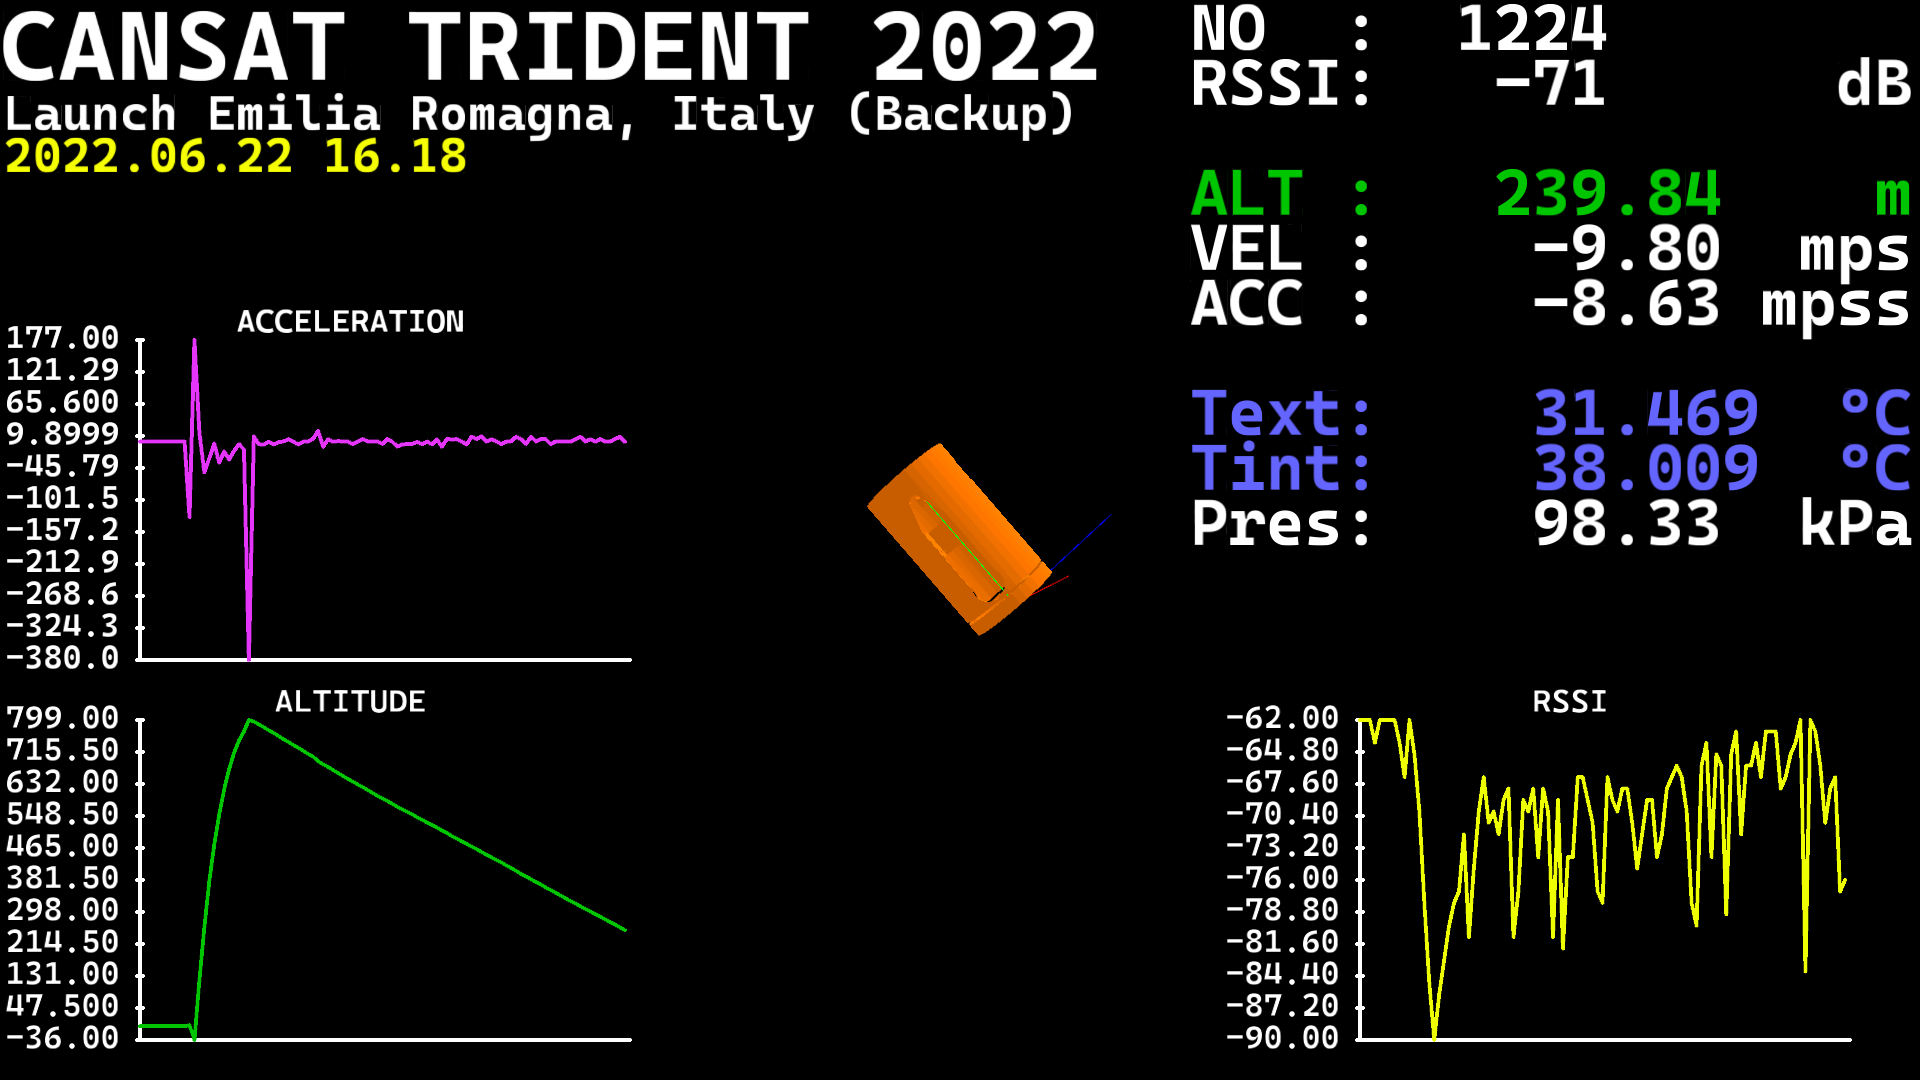 CANSAT TRIDENT 2022
Launch Emilia Romagna, Italy (Backup)
2022.06.22 16.18
NO : 1224
RSSI: -71 dB
ALT : 239.84 m
VEL : -9.80 mps
ACC : -8.63 mpss
Text: 31.469 °C
Tint: 38.009 °C
Pres: 98.33 kPa
ACCELERATION
177.00
121.29
65.600
9.8999
-45.79
-101.5
-157.2
-212.9
-268.6
-324.3
-380.0
ALTITUDE
799.00
715.50
632.00
548.50
465.00
381.50
298.00
214.50
131.00
47.500
-36.00
RSSI
-62.00
-64.80
-67.60
-70.40
-73.20
-76.00
-78.80
-81.60
-84.40
-87.20
-90.00